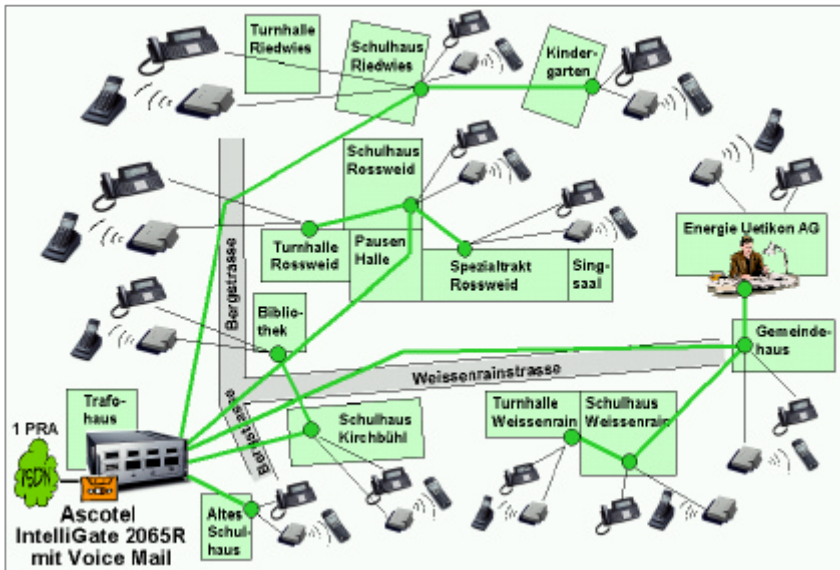 Turnhalle
Riedwies
Schulhaus
Riedwies
Kinder-
garten
Schulhaus
Rossweid
Turnhalle
Rossweid
Pausen
Halle
Spezialtrakt
Rossweid
Sing-
saal
Energie Uetikon AG
Bergstrasse
Biblio-
thek
Gemeinde-
haus
Weissenrainstrasse
Bergstrasse
Trafo-
haus
Schulhaus
Kirchbühl
Turnhalle
Weissenrain
Schulhaus
Weissenrain
1 PRA
ISDN
Altes
Schul-
haus
Ascotel
IntelliGate 2065R
mit Voice Mail